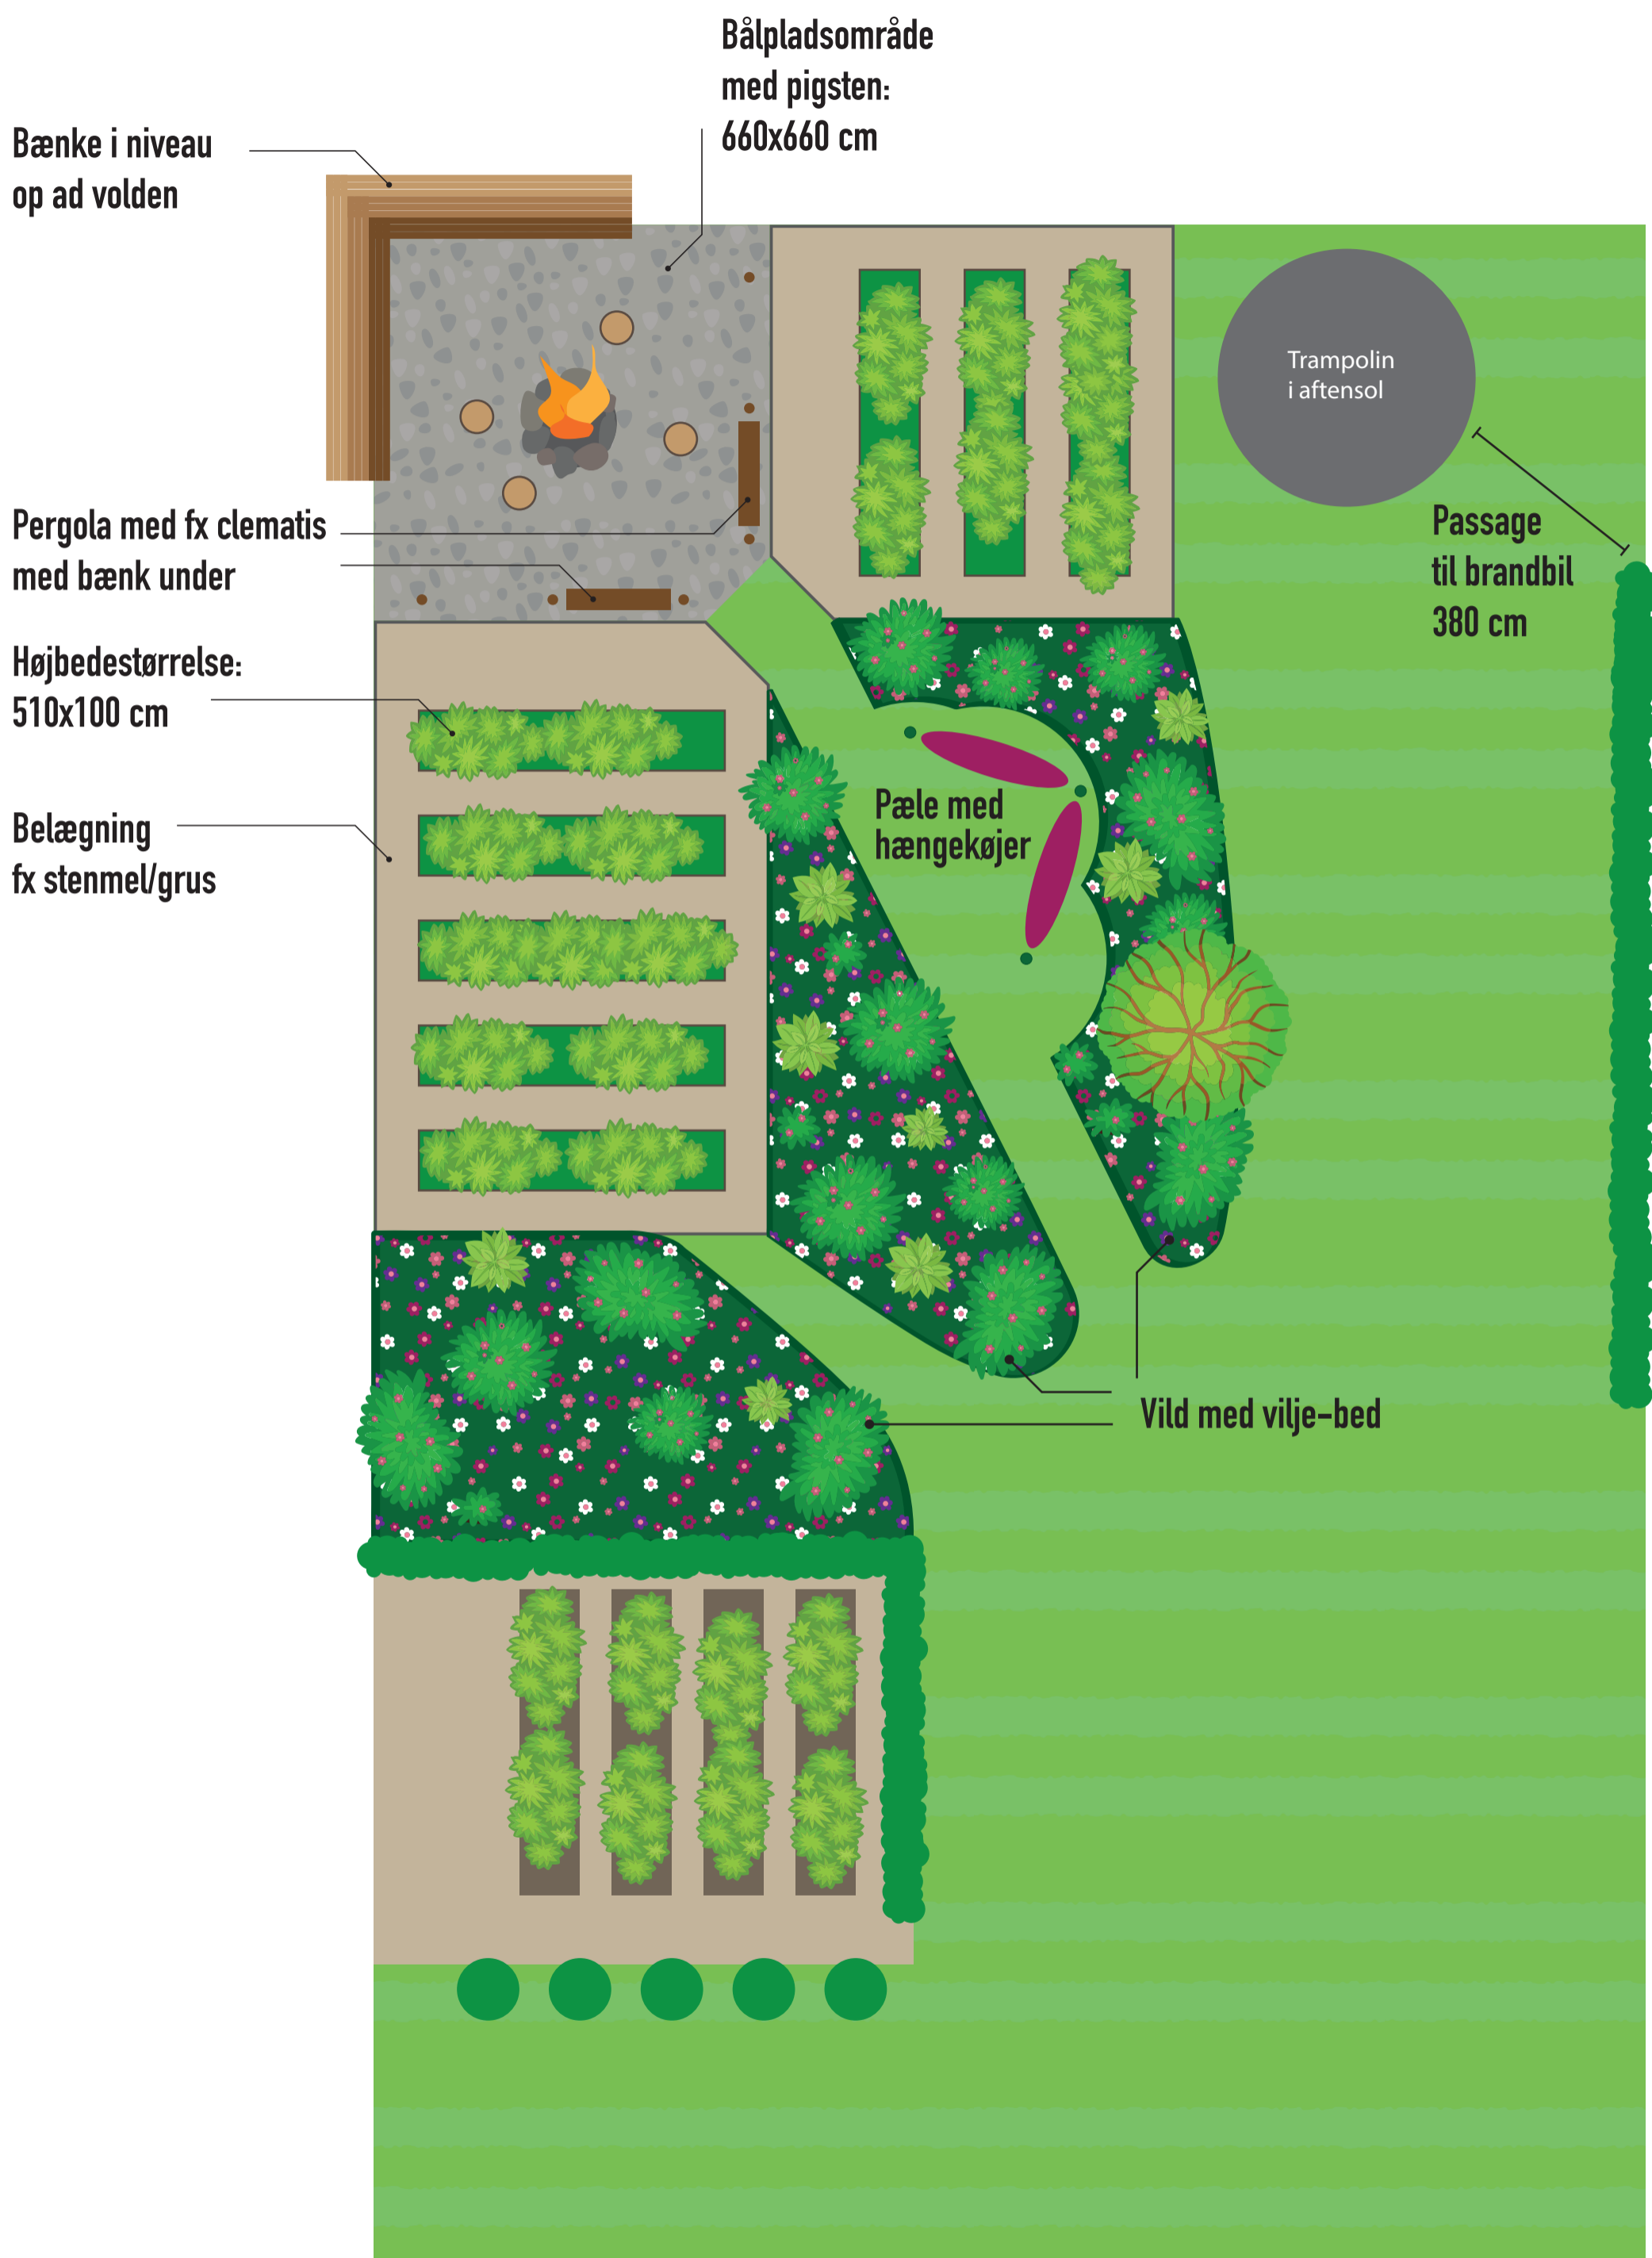 Bålpladsområde
med pigsten:
660x660 cm
Bænke i niveau
op ad volden
Trampolin
i aftensol
Pergola med fx clematis
med bænk under
Passage
til brandbil
380 cm
Højbedestørrelse:
510x100 cm
Pæle med
hængekøjer
Belægning
fx stenmel/grus
Vild med vilje-bed